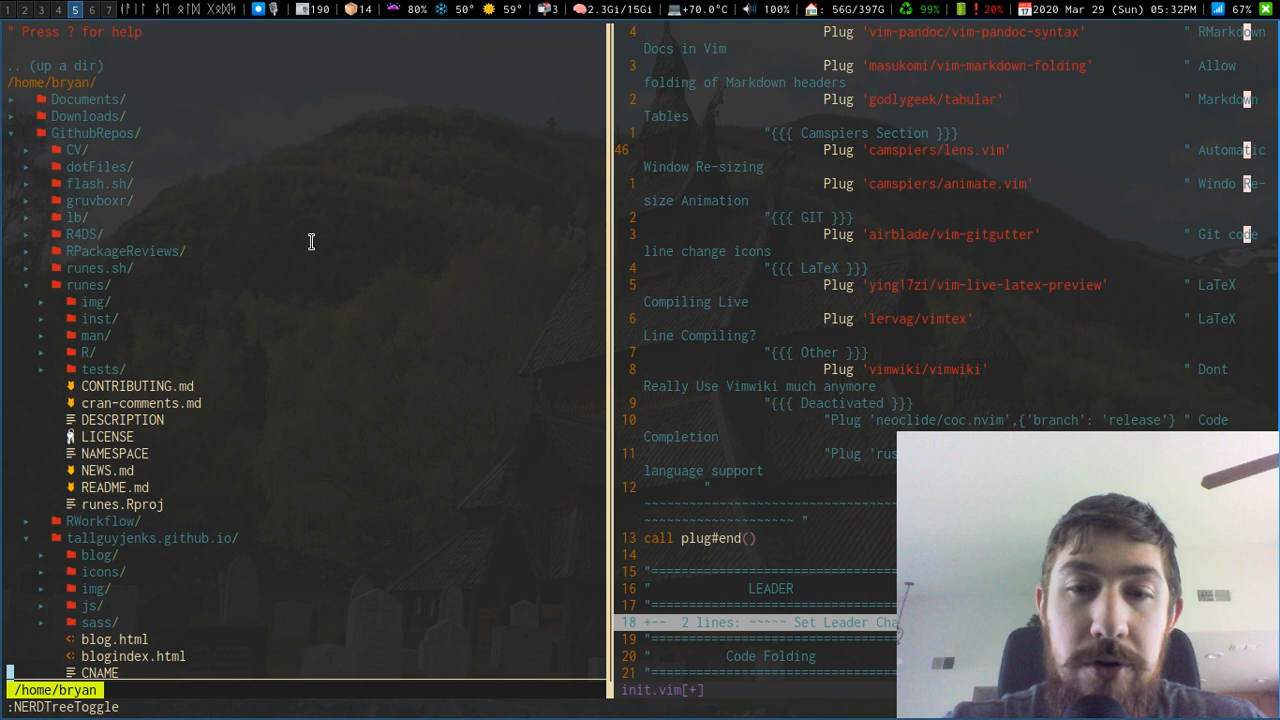 1 2 3 4 5 6 7
190 14 80% 50° 59° 3 2.3Gi/15Gi +70.0°C 100% : 56G/397G 99% 20% 2020 Mar 29 (Sun) 05:32PM 67%
" Press ? for help
.. (up a dir)
/home/bryan/
Documents/
Downloads/
GithubRepos/
CV/
dotFiles/
flash.sh/
gruvboxr/
lb/
R4DS/
RPackageReviews/
runes.sh/
runes/
img/
inst/
man/
R/
tests/
CONTRIBUTING.md
cran-comments.md
DESCRIPTION
LICENSE
NAMESPACE
NEWS.md
README.md
runes.Rproj
RWorkflow/
tallguyjenks.github.io/
blog/
icons/
img/
js/
sass/
blog.html
blogindex.html
CNAME
/home/bryan
:NERDTreeToggle
4 Plug 'vim-pandoc/vim-pandoc-syntax' " RMarkdown
Docs in Vim
3 Plug 'masukomi/vim-markdown-folding' " Allow
folding of Markdown headers
2 Plug 'godlygeek/tabular' " Markdown
Tables
1 "{{{ Camspiers Section }}}
46 Plug 'camspiers/lens.vim' " Automatic
Window Re-sizing
1 Plug 'camspiers/animate.vim' " Windo Re-
size Animation
2 "{{{ GIT }}}
3 Plug 'airblade/vim-gitgutter' " Git code
line change icons
4 "{{{ LaTeX }}}
5 Plug 'ying17zi/vim-live-latex-preview' " LaTeX
Compiling Live
6 Plug 'lervag/vimtex' " LaTeX
Line Compiling?
7 "{{{ Other }}}
8 Plug 'vimwiki/vimwiki' " Dont
Really Use Vimwiki much anymore
9 "{{{ Deactivated }}}
10 "Plug 'neoclide/coc.nvim',{'branch': 'release'} " Code
Completion
11 "Plug 'rus
language support
12 "
~~~~~~~~~~~~~~~~~~~~~~~~~~~~~~~~~~~~~~~~
~~~~~~~~~~~~~~~~~~~ "
13 call plug#end()
14
15 "=======================================
16 " LEADER
17 "=======================================
18 +-- 2 lines: ~~~~~ Set Leader Cha
19 "=======================================
20 " Code Folding
21 "=======================================
init.vim[+]